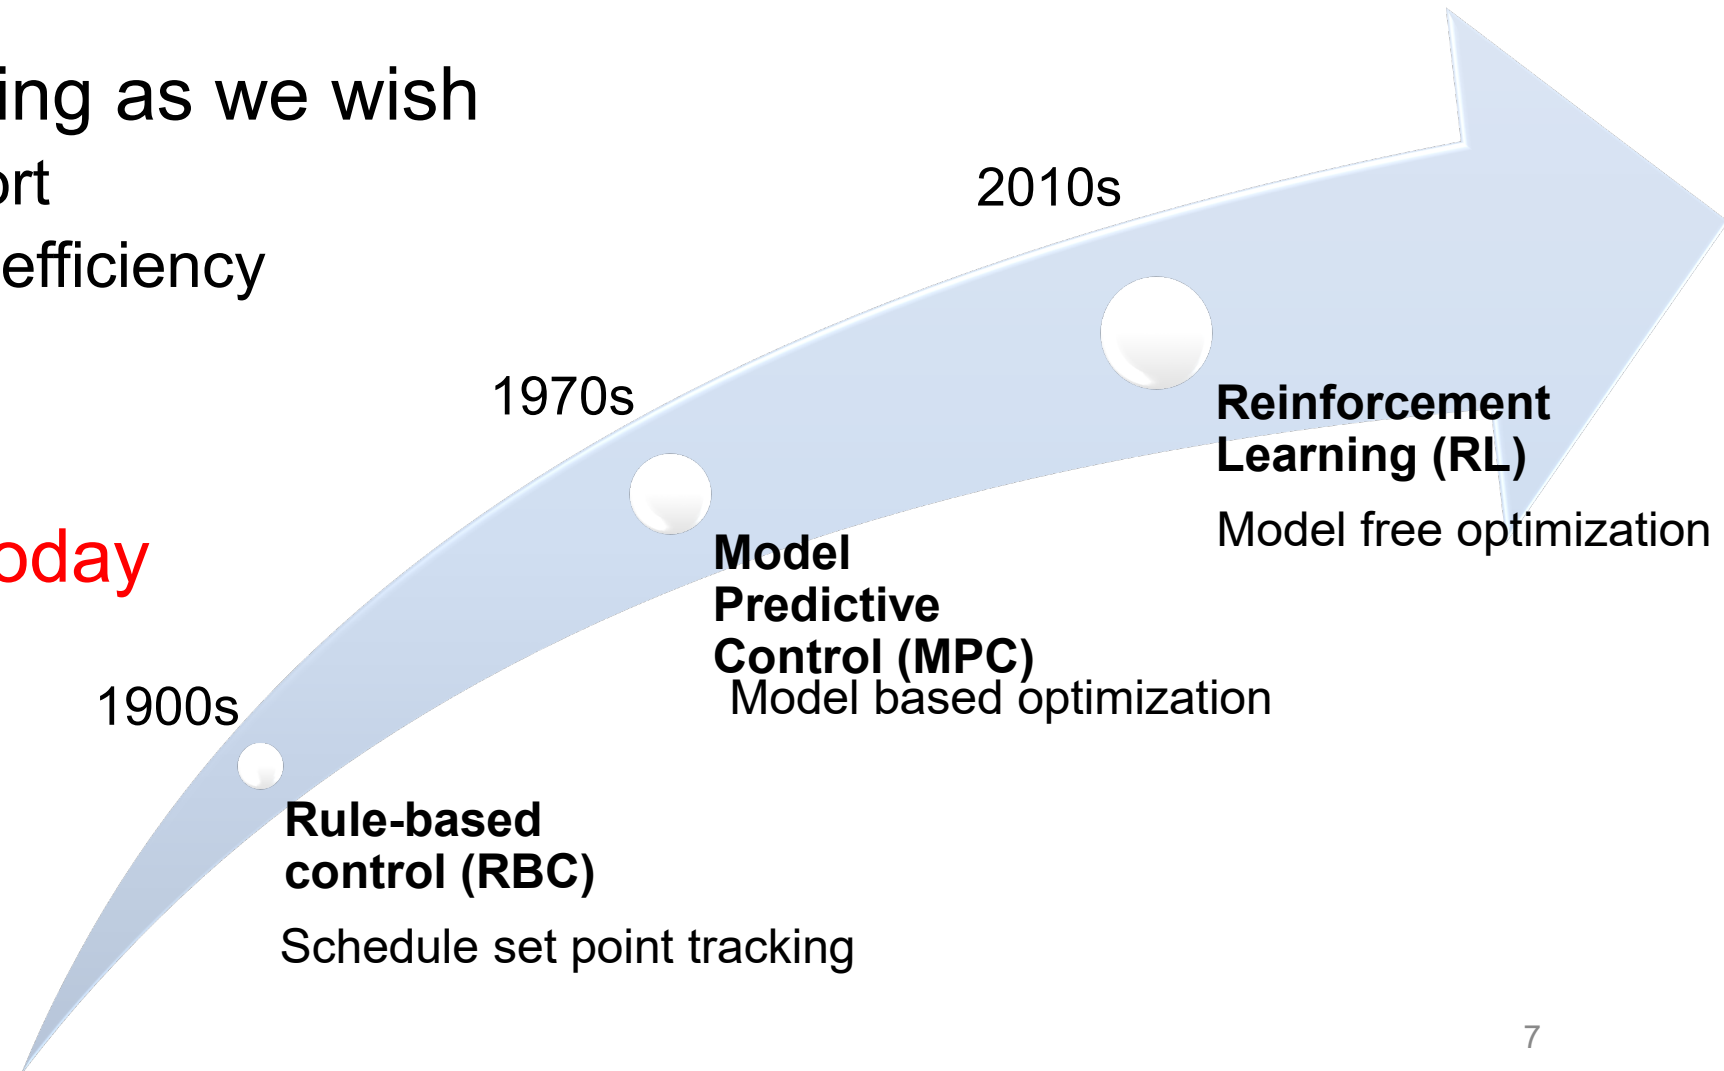 ing as we wish
ort
efficiency
oday
2010s
Reinforcement
Learning (RL)
Model free optimization
1970s
Model
Predictive
Control (MPC)
Model based optimization
1900s
Rule-based
control (RBC)
Schedule set point tracking
7